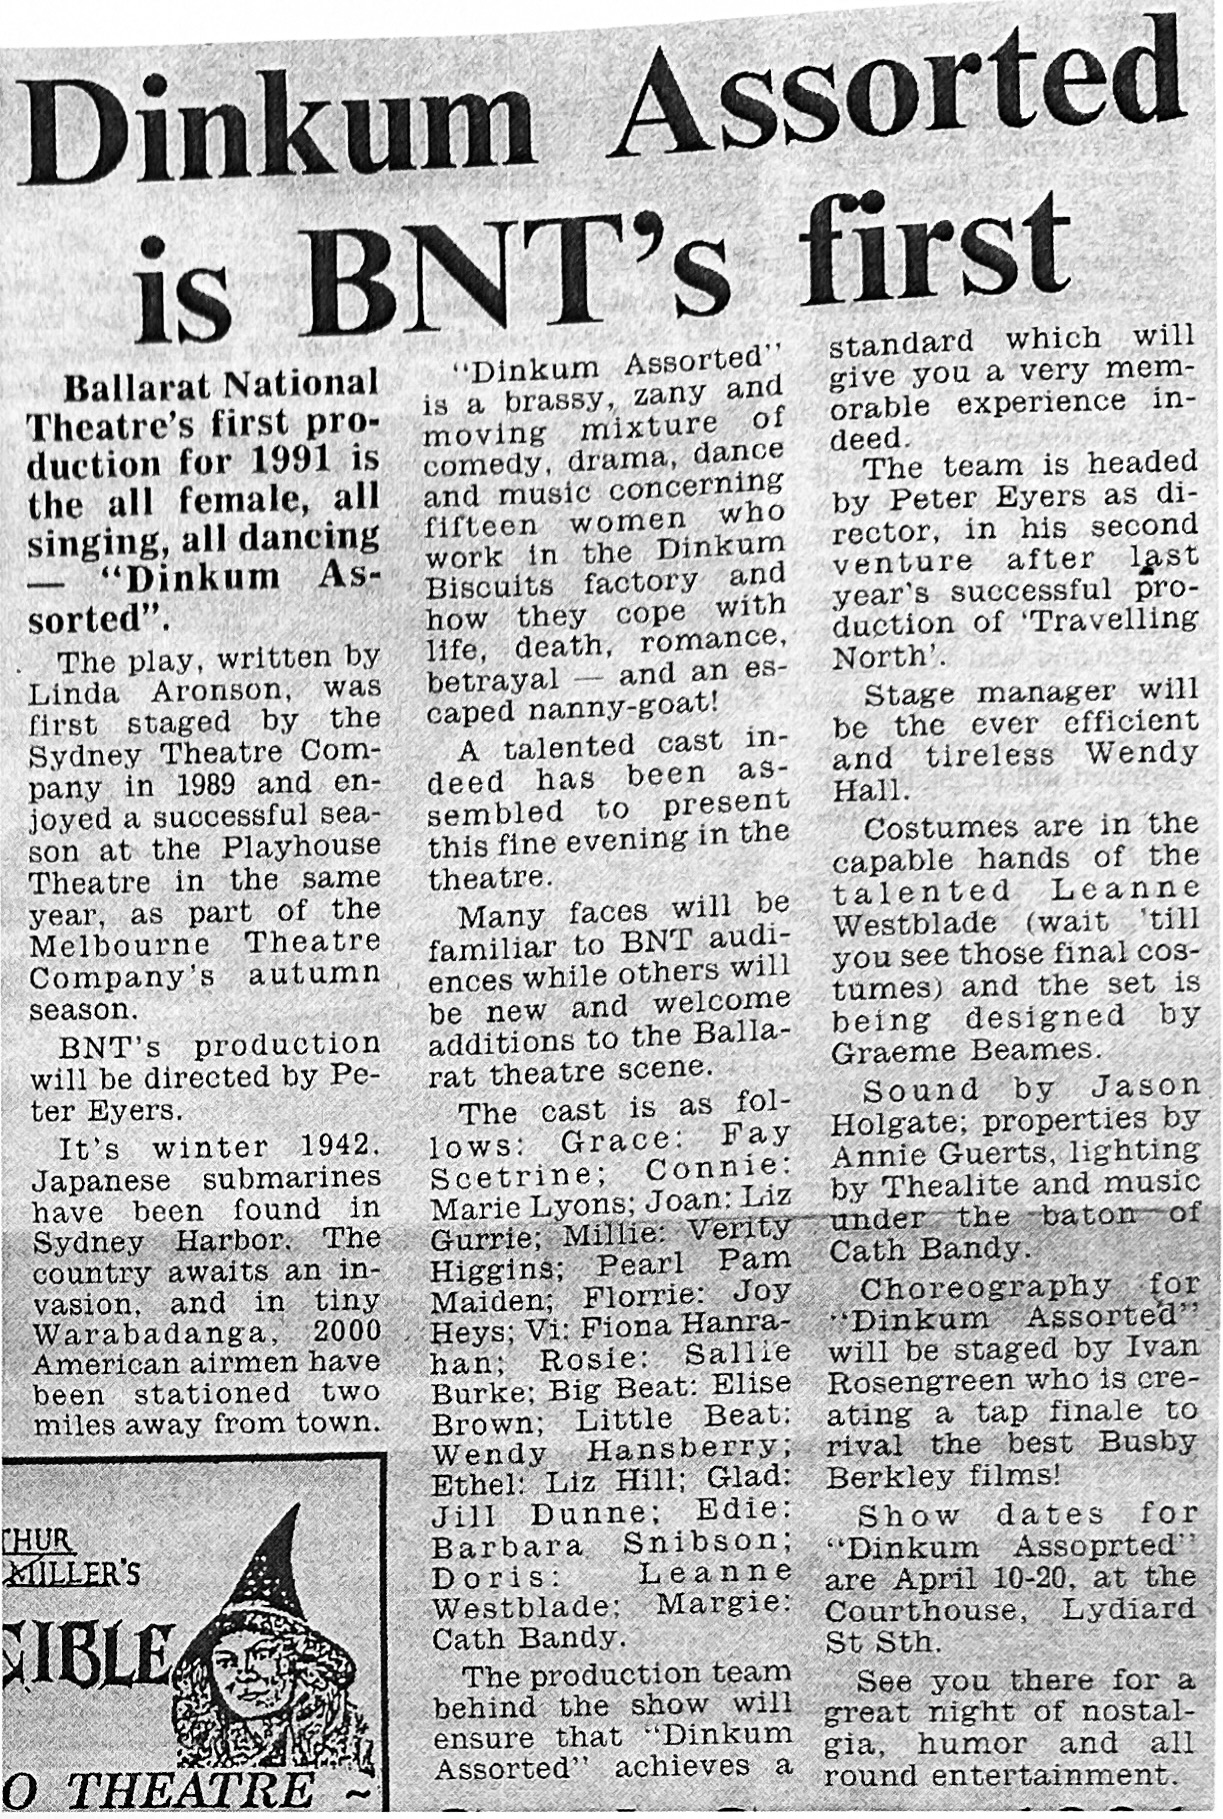 Dinkum Assorted
is BNT's first
Ballarat National
Theatre's first pro-
duction for 1991 is
the all female, all
singing, all dancing
— “Dinkum As-
sorted”.
The play, written by
Linda Aronson, was
first staged by the
Sydney Theatre Com-
pany in 1989 and en-
joyed a successful sea-
son at the Playhouse
Theatre in the same
year, as part of the
Melbourne Theatre
Company's autumn
season.
BNT's production
will be directed by Pe-
ter Eyers.
It's winter 1942.
Japanese submarines
have been found in
Sydney Harbor. The
country awaits an in-
vasion, and in tiny
Warabadanga, 2000
American airmen have
been stationed two
miles away from town.
“Dinkum Assorted”
is a brassy, zany and
moving mixture of
comedy, drama, dance
and music concerning
fifteen women who
work in the Dinkum
Biscuits factory and
how they cope with
life, death, romance,
betrayal — and an es-
caped nanny-goat!
A talented cast in-
deed has been as-
sembled to present
this fine evening in the
theatre.
Many faces will be
familiar to BNT audi-
ences while others will
be new and welcome
additions to the Balla-
rat theatre scene.
The cast is as fol-
lows: Grace: Fay
Scetrine; Connie:
Marie Lyons; Joan: Liz
Gurrie; Millie: Verity
Higgins; Pearl Pam
Maiden; Florrie: Joy
Heys; Vi: Fiona Hanra-
han; Rosie: Sallie
Burke; Big Beat: Elise
Brown; Little Beat:
Wendy Hansberry;
Ethel: Liz Hill; Glad:
Jill Dunne; Edie:
Barbara Snibson;
Doris: Leanne
Westblade; Margie:
Cath Bandy.
The production team
behind the show will
ensure that “Dinkum
Assorted” achieves a
standard which will
give you a very mem-
orable experience in-
deed.
The team is headed
by Peter Eyers as di-
rector, in his second
venture after last
year's successful pro-
duction of ‘Travelling
North’.
Stage manager will
be the ever efficient
and tireless Wendy
Hall.
Costumes are in the
capable hands of the
talented Leanne
Westblade (wait 'till
you see those final cos-
tumes) and the set is
being designed by
Graeme Beames.
Sound by Jason
Holgate; properties by
Annie Guerts, lighting
by Thealite and music
under the baton of
Cath Bandy.
Choreography for
“Dinkum Assorted”
will be staged by Ivan
Rosengreen who is cre-
ating a tap finale to
rival the best Busby
Berkley films!
Show dates for
“Dinkum Assoprted”
are April 10-20, at the
Courthouse, Lydiard
St Sth.
See you there for a
great night of nostal-
gia, humor and all
round entertainment.
THUR
MILLER'S
CIBLE
O THEATRE ~